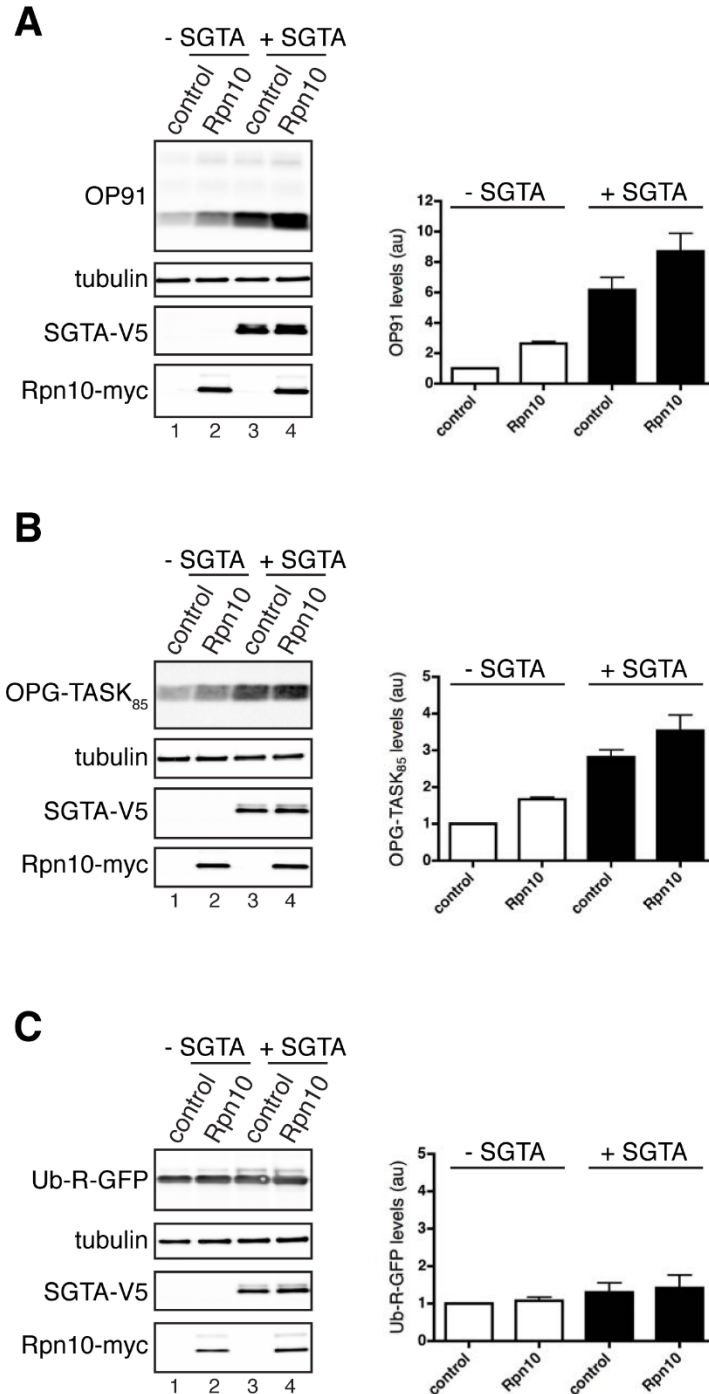 A
- SGTA + SGTA
control Rpn10 control Rpn10
OP91
tubulin
SGTA-V5
Rpn10-myc
1 2 3 4
- SGTA + SGTA
OP91 levels (au)
12
10
8
6
4
2
0
control Rpn10 control Rpn10
B
- SGTA + SGTA
control Rpn10 control Rpn10
OPG-TASK85
tubulin
SGTA-V5
Rpn10-myc
1 2 3 4
- SGTA + SGTA
OPG-TASK85 levels (au)
5
4
3
2
1
0
control Rpn10 control Rpn10
C
- SGTA + SGTA
control Rpn10 control Rpn10
Ub-R-GFP
tubulin
SGTA-V5
Rpn10-myc
1 2 3 4
- SGTA + SGTA
Ub-R-GFP levels (au)
5
4
3
2
1
0
control Rpn10 control Rpn10